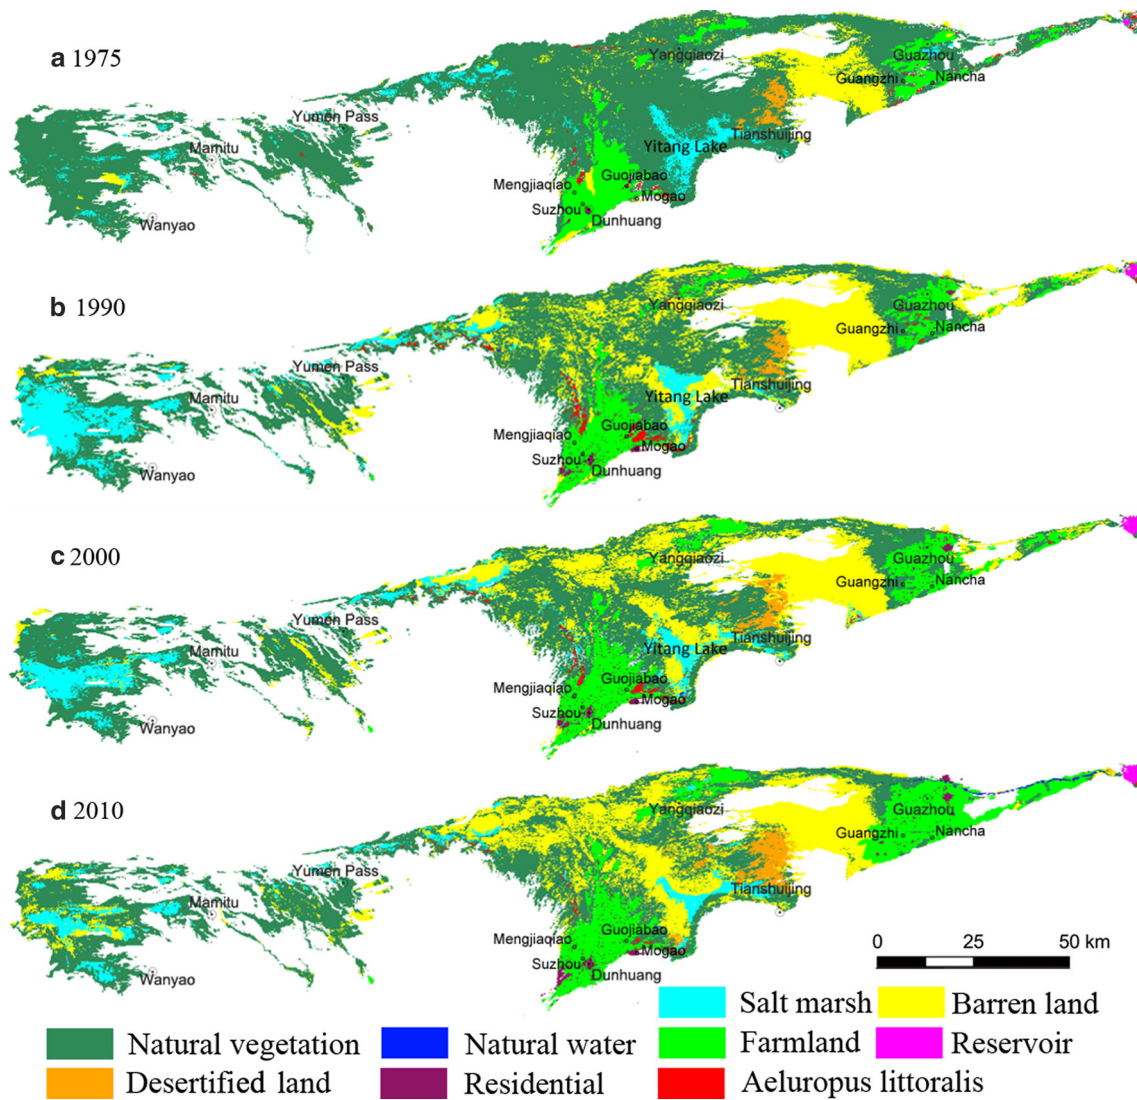 a 1975
Yangqiaozi
Guazhou
Guangzhi
Nancha
Yumen Pass
Tianshuijing
Mamitu
Yitang Lake
Guojiabao
Mengjiaqiao
Mogao
Suzhou
Dunhuang
Wanyao
b 1990
Yangqiaozi
Guazhou
Guangzhi
Nancha
Yumen Pass
Tianshuijing
Mamitu
Yitang Lake
Guojiabao
Mengjiaqiao
Mogao
Suzhou
Dunhuang
Wanyao
c 2000
Yangqiaozi
Guazhou
Guangzhi
Nancha
Yumen Pass
Tianshuijing
Mamitu
Yitang Lake
Guojiabao
Mengjiaqiao
Mogao
Suzhou
Dunhuang
Wanyao
d 2010
Yangqiaozi
Guazhou
Guangzhi
Nancha
Yumen Pass
Tianshuijing
Mamitu
Guojiabao
Mengjiaqiao
Mogao
Suzhou
Dunhuang
Wanyao
0 25 50 km
Salt marsh Barren land
Natural vegetation Natural water Farmland Reservoir
Desertified land Residential Aeluropus littoralis